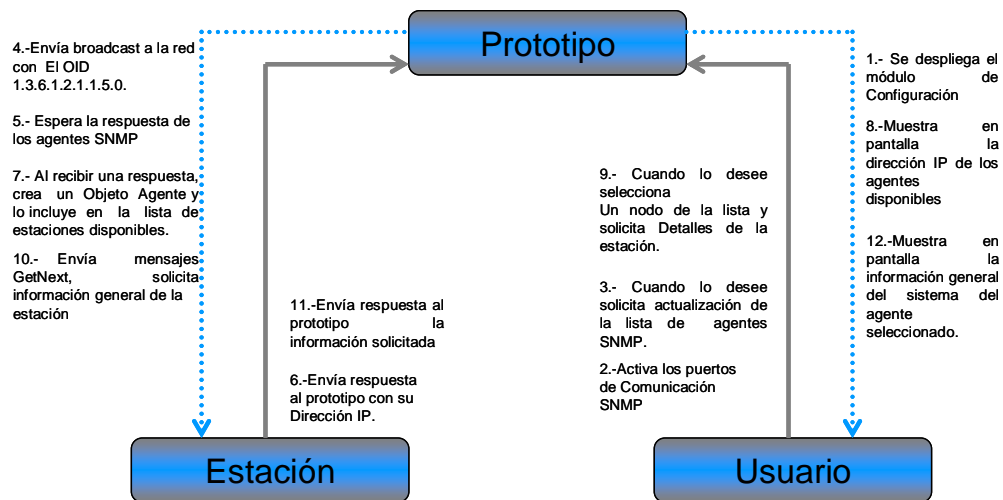 Prototipo
4.-Envía broadcast a la red
con El OID
1.3.6.1.2.1.1.5.0.
5.- Espera la respuesta de
los agentes SNMP
7.- Al recibir una respuesta,
crea un Objeto Agente y
lo incluye en la lista de
estaciones disponibles.
10.- Envía mensajes
GetNext, solicita
información general de la
estación
11.-Envía respuesta al
prototipo la
información solicitada
6.-Envía respuesta
al prototipo con su
Dirección IP.
9.- Cuando lo desee
selecciona
Un nodo de la lista y
solicita Detalles de la
estación.
3.- Cuando lo desee
solicita actualización de
la lista de agentes
SNMP.
2.-Activa los puertos
de Comunicación
SNMP
1.- Se despliega el
módulo de
Configuración
8.-Muestra en
pantalla la
dirección IP de los
agentes
disponibles
12.-Muestra en
pantalla la
información general
del sistema del
agente
seleccionado.
Estación
Usuario